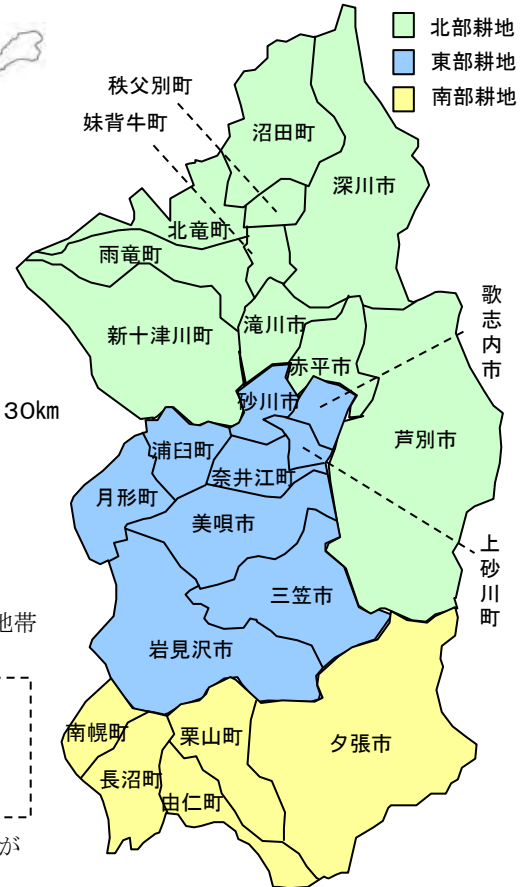 北部耕地
東部耕地
南部耕地
秩父別町
妹背牛町
沼田町
深川市
北竜町
雨竜町
新十津川町
滝川市
赤平市
歌志内市
砂川市
芦別市
30km
浦臼町
奈井江町
月形町
美唄市
上砂川町
三笠市
地帯
岩見沢市
南幌町
栗山町
夕張市
長沼町
由仁町
が